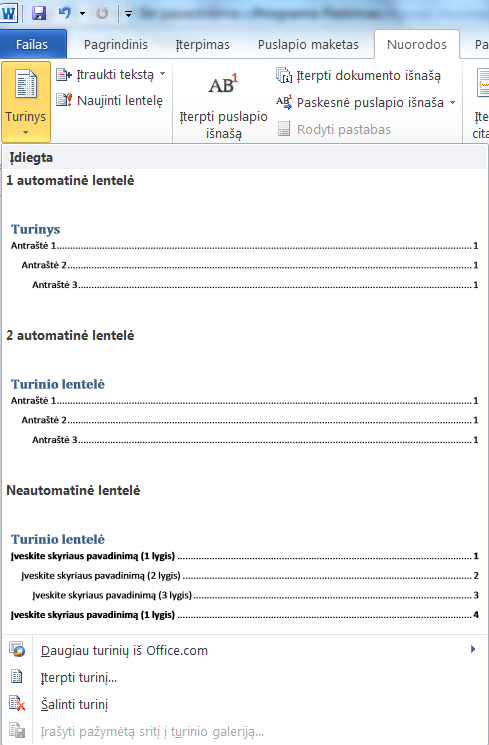 Failas Pagrindinis Įterpimas Puslapio maketas Nuorodos Pa
Turinys
Įtraukti tekstą
Naujinti lentelę
AB1
Įterpti puslapio
išnašą
Įterpti dokumento išnašą
AB1 Paskesnė puslapio išnaša
Rodyti pastabas
Įte
cita
Įdiegta
1 automatinė lentelė
Turinys
Antraštė 1........................................1
Antraštė 2........................................1
Antraštė 3........................................1
2 automatinė lentelė
Turinio lentelė
Antraštė 1........................................1
Antraštė 2........................................1
Antraštė 3........................................1
Neautomatinė lentelė
Turinio lentelė
Įveskite skyriaus pavadinimą (1 lygis) ........................................ 1
Įveskite skyriaus pavadinimą (2 lygis) ........................................ 2
Įveskite skyriaus pavadinimą (3 lygis) ........................................ 3
Įveskite skyriaus pavadinimą (1 lygis) ........................................ 4
Daugiau turinių iš Office.com
Įterpti turinį...
Šalinti turinį
Įrašyti pažymėtą sritį į turinio galeriją...